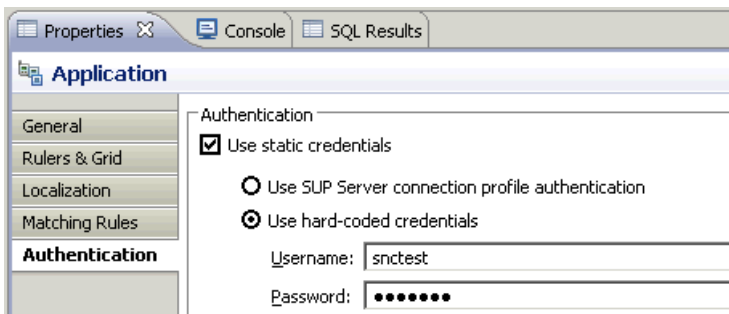 Properties Console SQL Results
Application
General
Rulers & Grid
Localization
Matching Rules
Authentication
Authentication
Use static credentials
Use SUP Server connection profile authentication
Use hard-coded credentials
Username: snctest
Password: •••••••